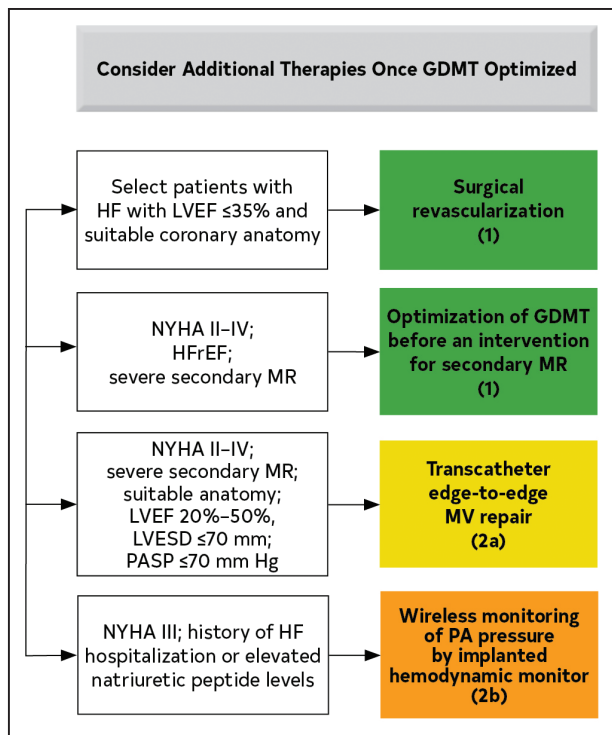 Consider Additional Therapies Once GDMT Optimized
Select patients with
HF with LVEF ≤35% and
suitable coronary anatomy
Surgical
revascularization
(1)
NYHA II–IV;
HFrEF;
severe secondary MR
Optimization of GDMT
before an intervention
for secondary MR
(1)
NYHA II–IV;
severe secondary MR;
suitable anatomy;
LVEF 20%–50%,
LVESD ≤70 mm;
PASP ≤70 mm Hg
Transcatheter
edge-to-edge
MV repair
(2a)
NYHA III; history of HF
hospitalization or elevated
natriuretic peptide levels
Wireless monitoring
of PA pressure
by implanted
hemodynamic monitor
(2b)